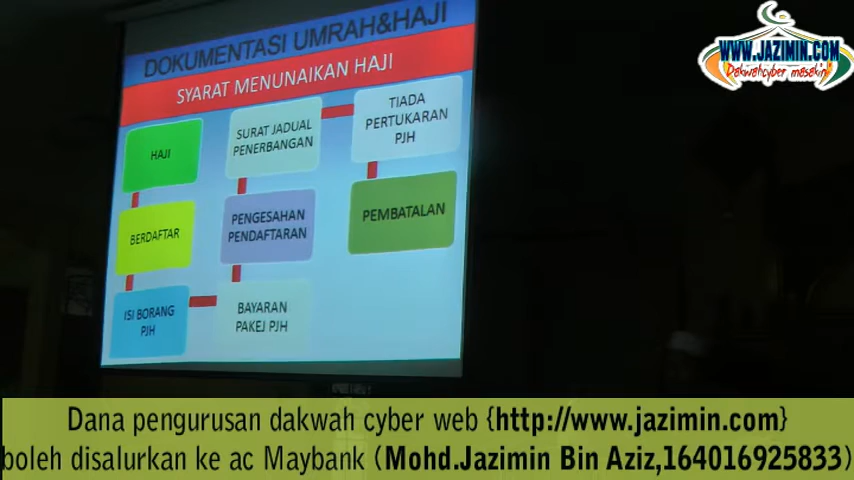 DOKUMENTASI UMRAH&HAJI
SYARAT MENUNAIKAN HAJI
HAJI
BERDAFTAR
ISI BORANG
PJH
BAYARAN
PAKEJ PJH
PENGESAHAN
PENDAFTARAN
SURAT JADUAL
PENERBANGAN
TIADA
PERTUKARAN
PJH
PEMBATALAN
WWW.JAZIMIN.COM
Dakwahcyber masakini
Dana pengurusan dakwah cyber web {http://www.jazimin.com}
boleh disalurkan ke ac Maybank (Mohd.Jazimin Bin Aziz,164016925833)